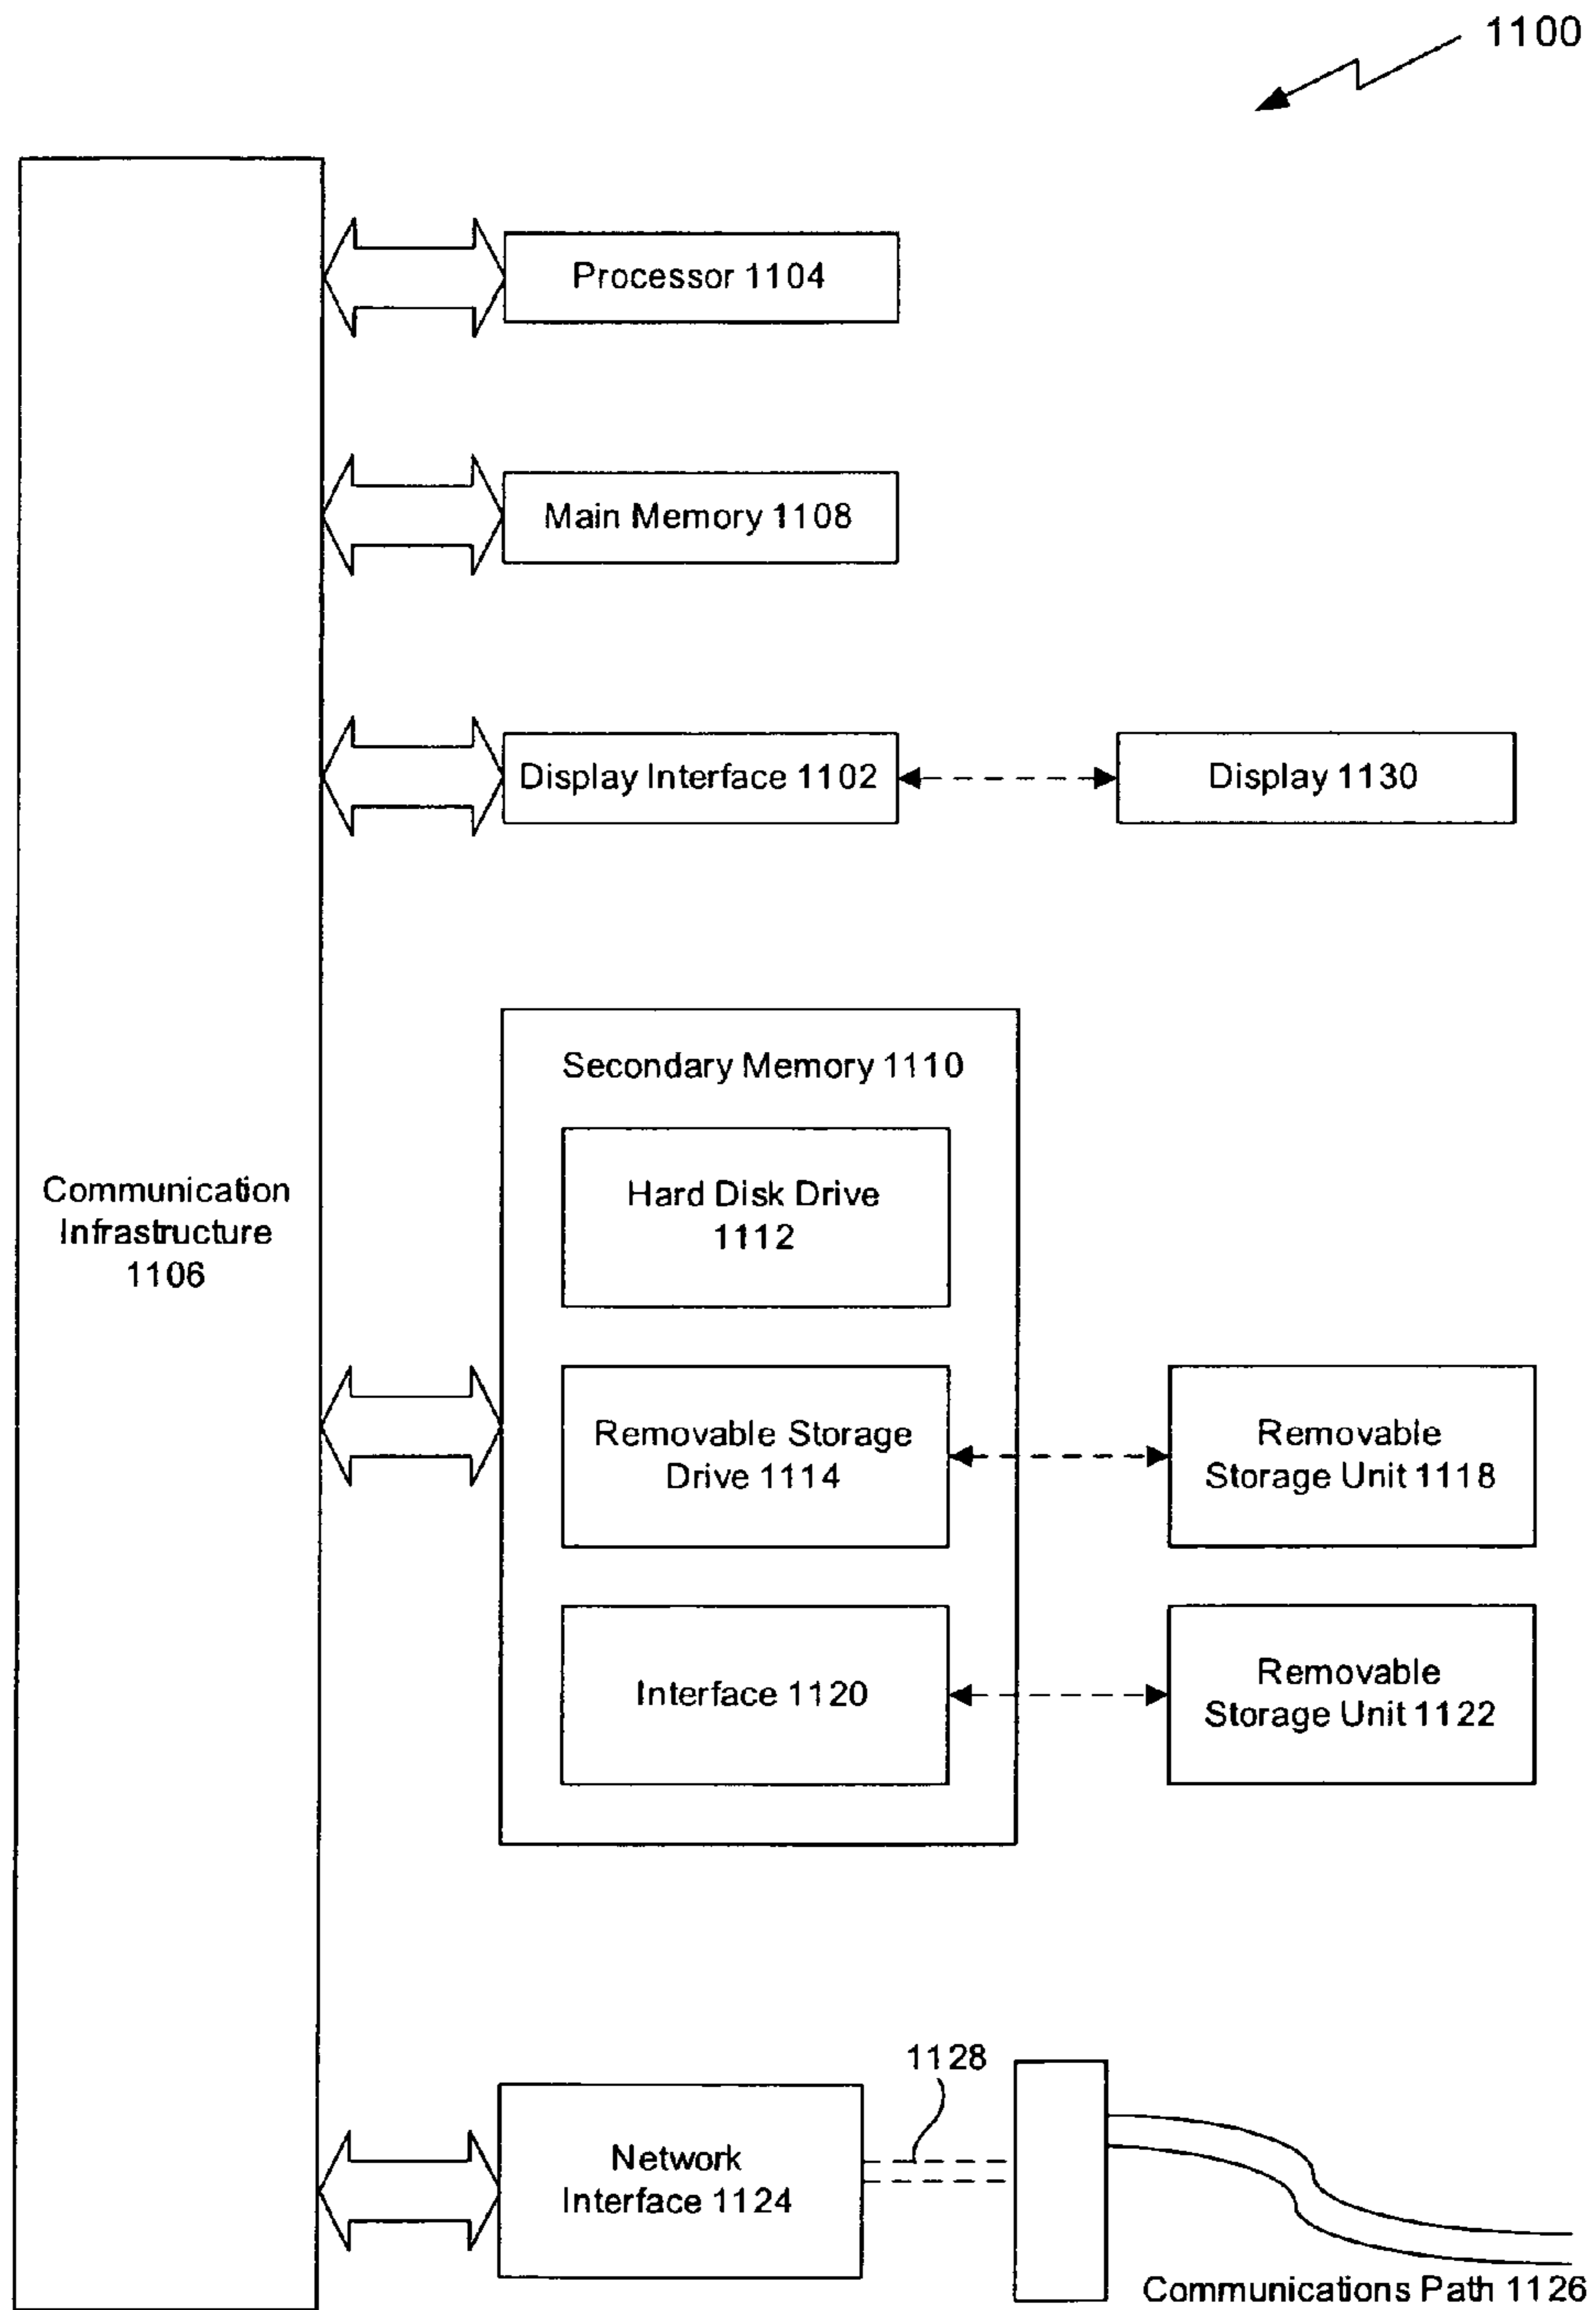 1100
Processor 1104
Main Memory 1108
Display Interface 1102
Display 1130
Secondary Memory 1110
Hard Disk Drive
1112
Communication
Infrastructure
1106
Removable Storage
Drive 1114
Removable
Storage Unit 1118
Interface 1120
Removable
Storage Unit 1122
1128
Network
Interface 1124
Communications Path 1126